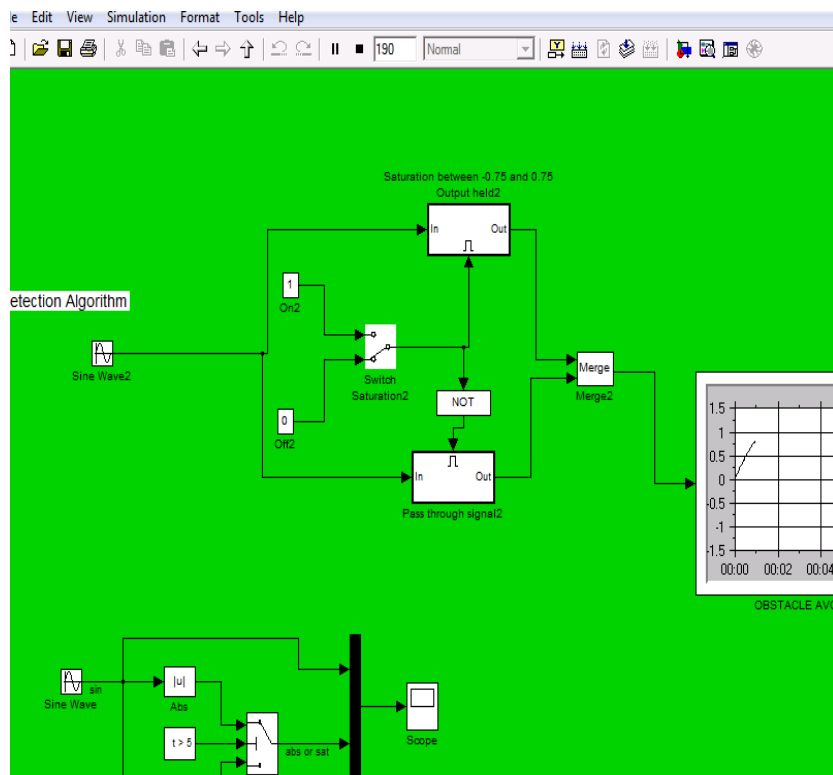 Edit View Simulation Format Tools Help
190 Normal
Saturation between -0.75 and 0.75
Output held2
In Out
1
On2
etection Algorithm
Sine Wave2
Switch
Saturation2
Merge
Merge2
NOT
0
Off2
In Out
Pass through signal2
1.5
1
0.5
0
-0.5
-1
-1.5
00:00 00:02 00:04
OBSTACLE AVO
sin
Sine Wave
|u|
Abs
t > 5
abs or sat
Scope